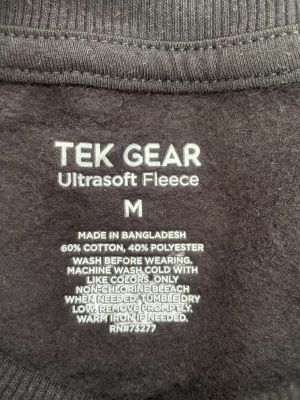 TEK GEAR
Ultrasoft Fleece
M
MADE IN BANGLADESH
60% COTTON, 40% POLYESTER
WASH BEFORE WEARING.
MACHINE WASH COLD WITH
LIKE COLORS. ONLY
NON-CHLORINE BLEACH
WHEN NEEDED. TUMBLE DRY
LOW. REMOVE PROMPTLY.
WARM IRON IF NEEDED.
RN#73277